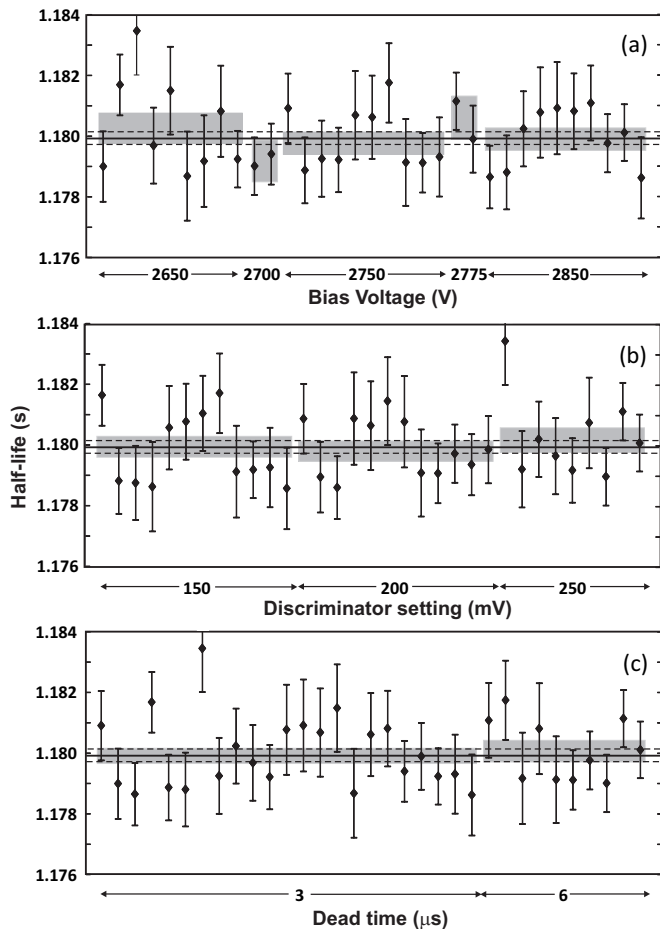 1.184
(a)
1.182
1.180
1.178
1.176
2650 2700 2750 2775 2850
Bias Voltage (V)
1.184
(b)
1.182
1.180
1.178
1.176
150 200 250
Discriminator setting (mV)
Half-life (s)
1.184
(c)
1.182
1.180
1.178
1.176
3 6
Dead time (μs)